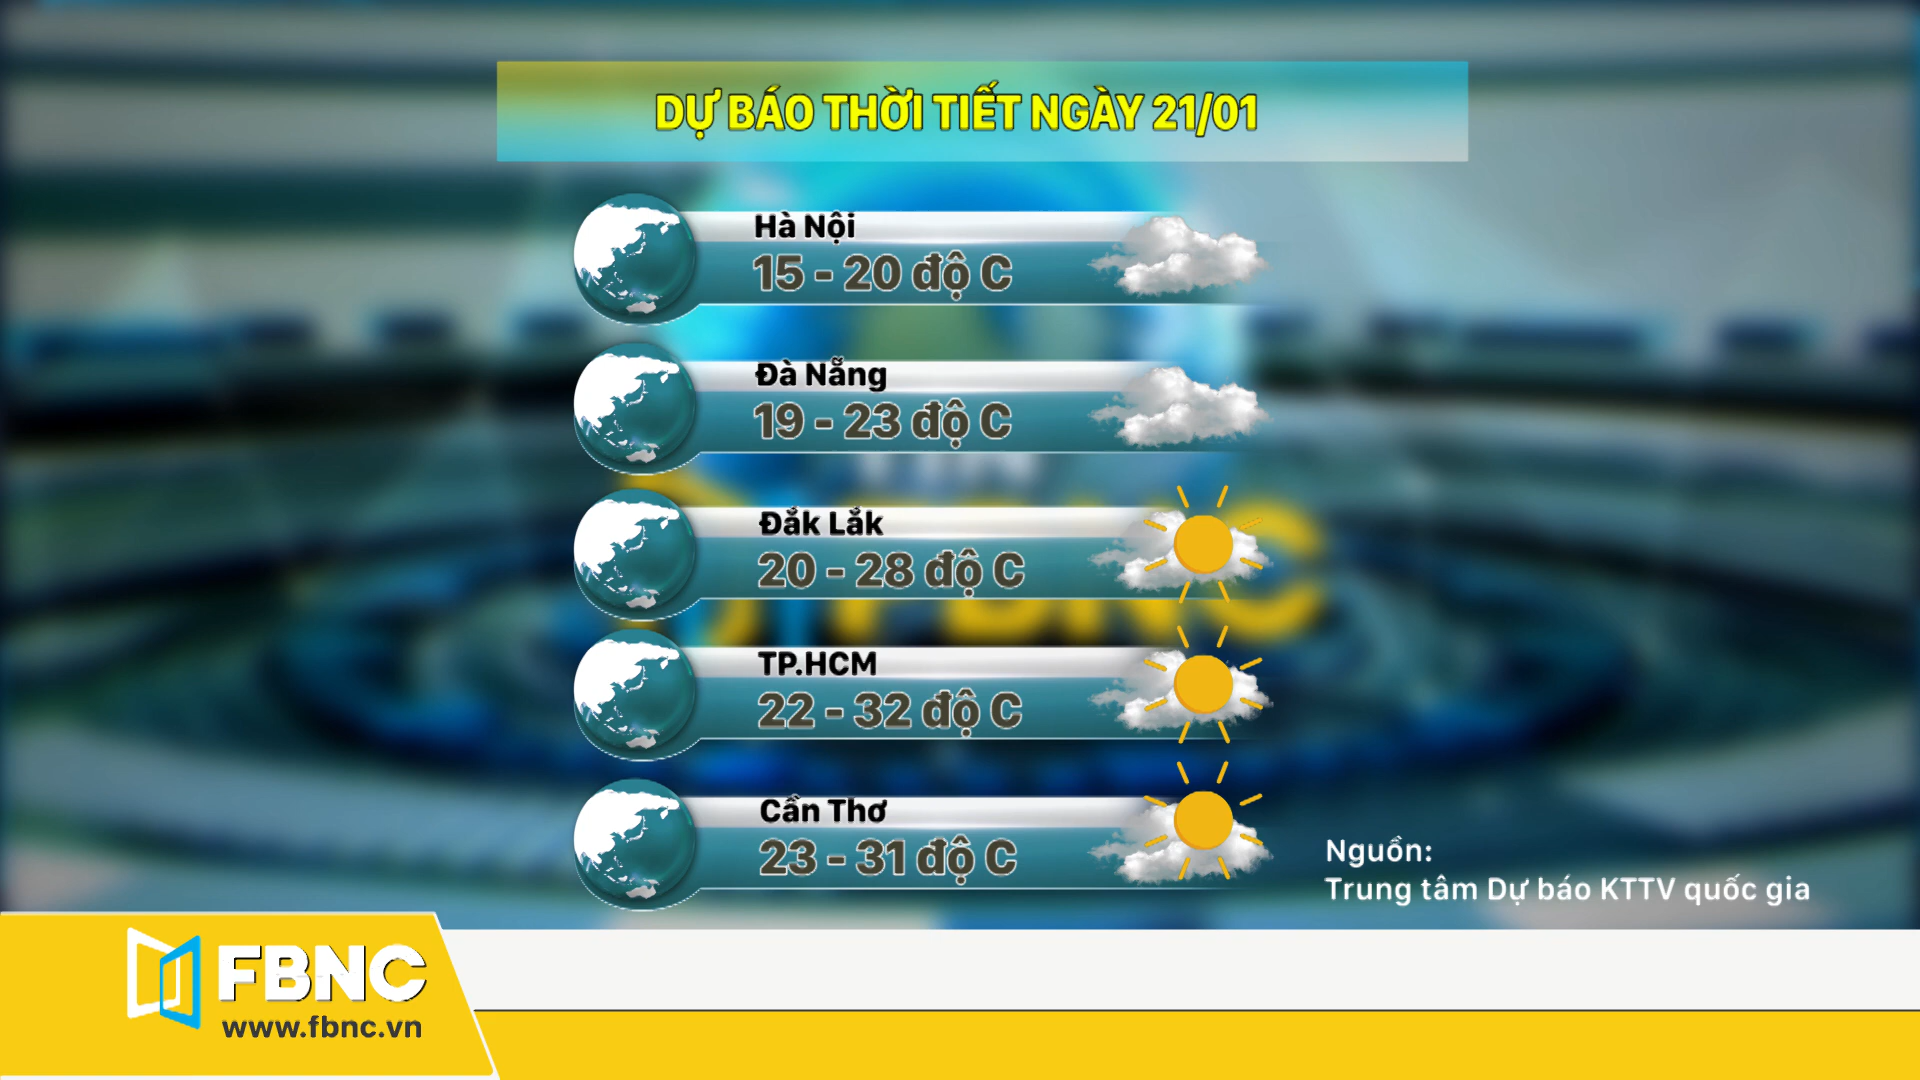 DỰ BÁO THỜI TIẾT NGÀY 21/01
Hà Nội
15 - 20 độ C
Đà Nẵng
19 - 23 độ C
Đắk Lắk
20 - 28 độ C
TP.HCM
22 - 32 độ C
Cần Thơ
23 - 31 độ C
Nguồn:
Trung tâm Dự báo KTTV quốc gia
FBNC
FBNC
www.fbnc.vn